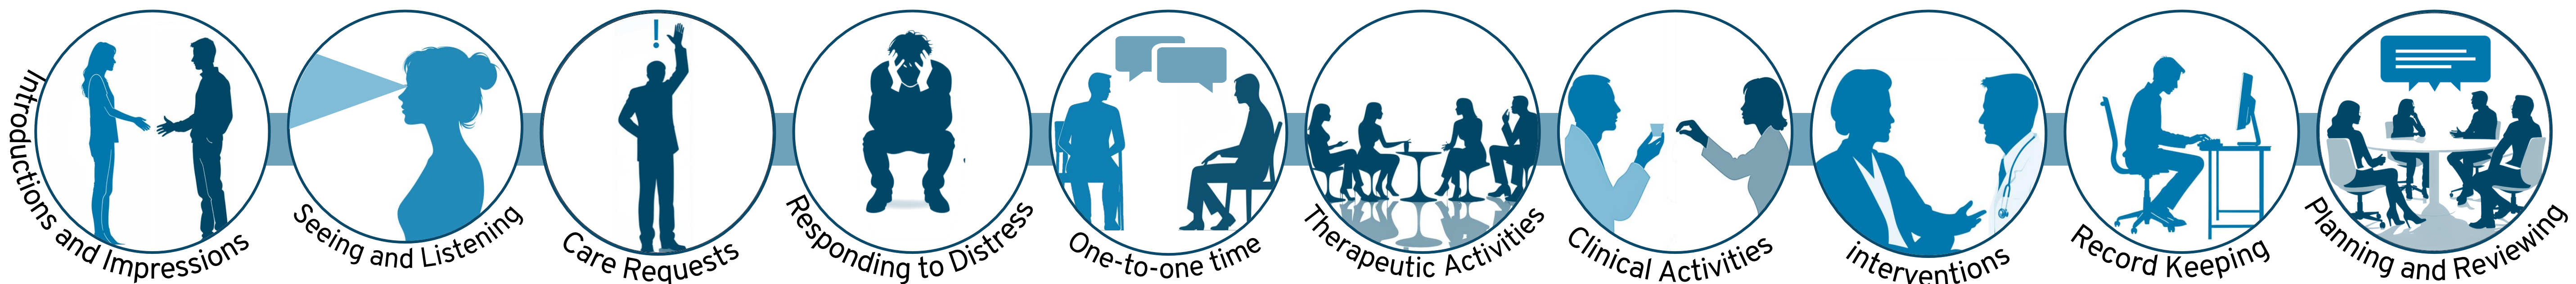 Introductions and Impressions
Seeing and Listening
!
Care Requests
Responding to Distress
One-to-one time
Therapeutic Activities
Clinical Activities
interventions
Record Keeping
Planning and Reviewing